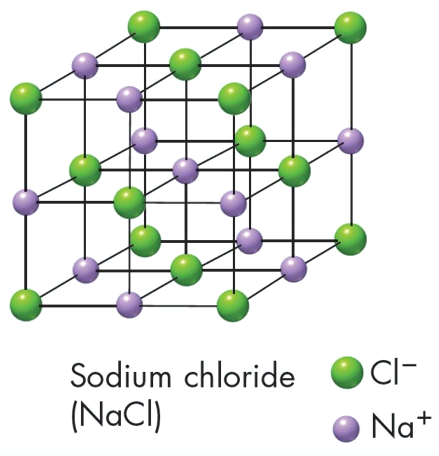 Sodium chloride
(NaCl)
Cl⁻
Na⁺